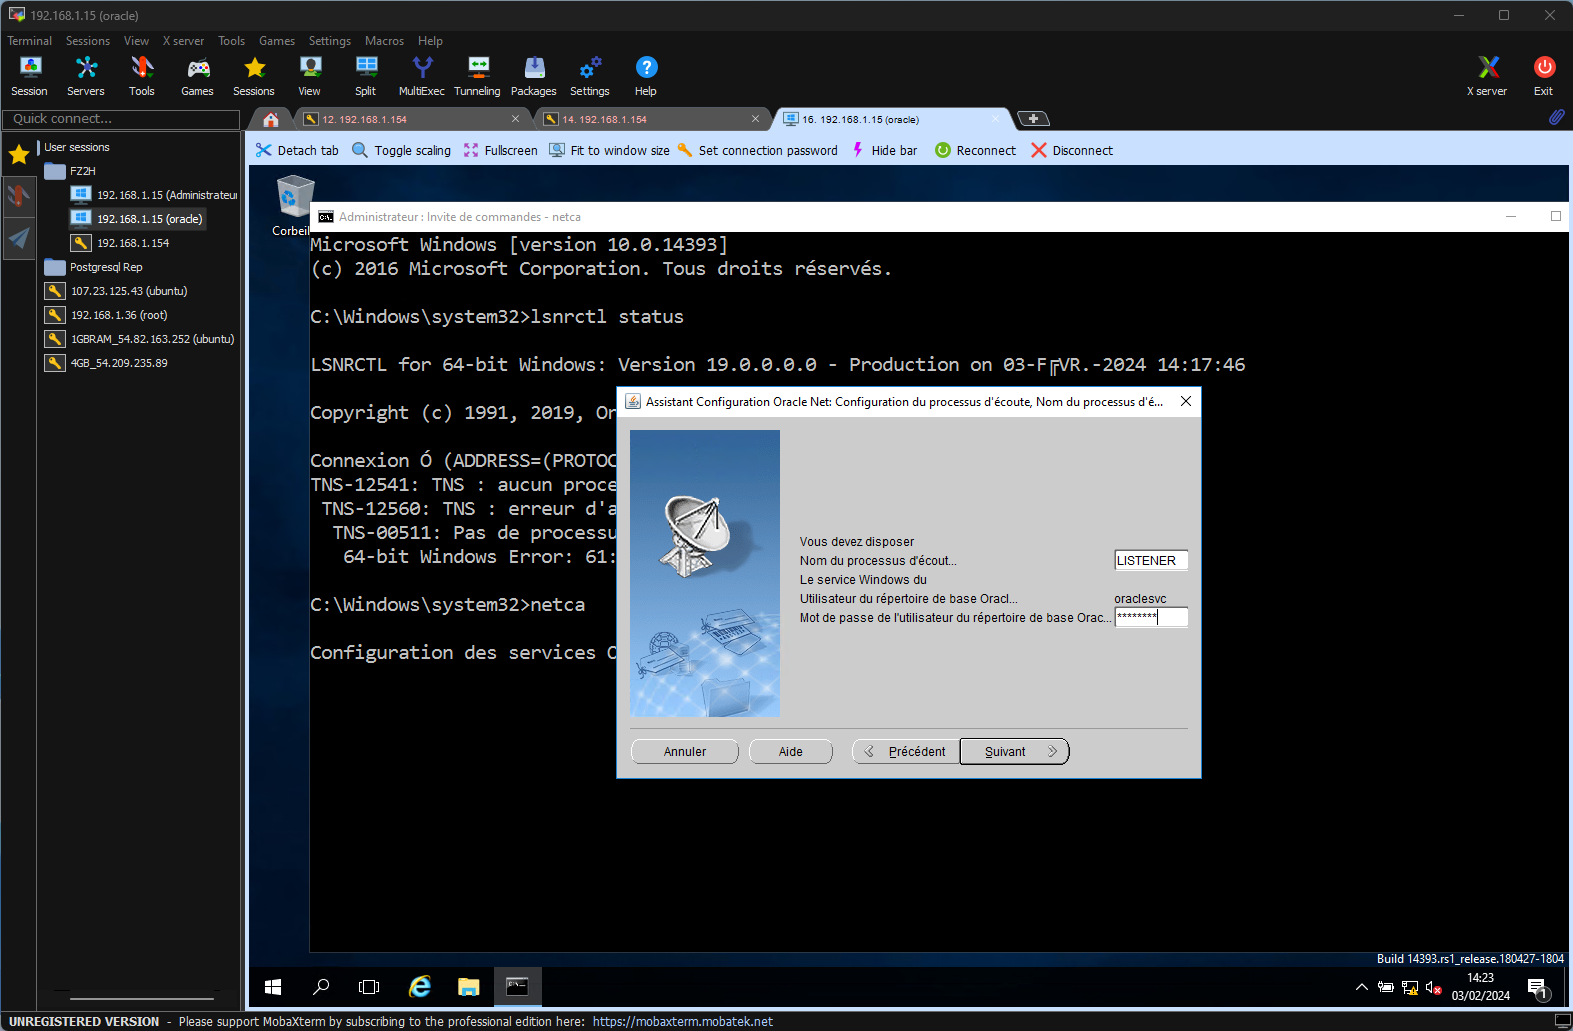 192.168.1.15 (oracle)
Terminal Sessions View X server Tools Games Settings Macros Help
Session Servers Tools Games Sessions View Split MultiExec Tunneling Packages Settings Help X server Exit
Quick connect...
12. 192.168.1.154
14. 192.168.1.154
16. 192.168.1.15 (oracle)
Detach tab Toggle scaling Fullscreen Fit to window size Set connection password Hide bar Reconnect Disconnect
User sessions
FZ2H
192.168.1.15 (Administrateur
192.168.1.15 (oracle)
192.168.1.154
Postgresql Rep
107.23.125.43 (ubuntu)
192.168.1.36 (root)
1GBRAM_54.82.163.252 (ubuntu)
4GB_54.209.235.89
Corbeil
Administrateur : Invite de commandes - netca
Microsoft Windows [version 10.0.14393]
(c) 2016 Microsoft Corporation. Tous droits réservés.
C:\Windows\system32>lsnrctl status
LSNRCTL for 64-bit Windows: Version 19.0.0.0.0 - Production on 03-F╔VR.-2024 14:17:46
Copyright (c) 1991, 2019, Or
Connexion Ó (ADDRESS=(PROTOC
TNS-12541: TNS : aucun proce
TNS-12560: TNS : erreur d'a
TNS-00511: Pas de processu
64-bit Windows Error: 61:
C:\Windows\system32>netca
Configuration des services O
Assistant Configuration Oracle Net: Configuration du processus d'écoute, Nom du processus d'é...
Vous devez disposer
Nom du processus d'écout... LISTENER
Le service Windows du
Utilisateur du répertoire de base Oracl... oraclesvc
Mot de passe de l'utilisateur du répertoire de base Orac... ********
Annuler Aide Précédent Suivant
Build 14393.rs1_release.180427-1804
14:23
03/02/2024
1
UNREGISTERED VERSION - Please support MobaXterm by subscribing to the professional edition here: https://mobaxterm.mobatek.net